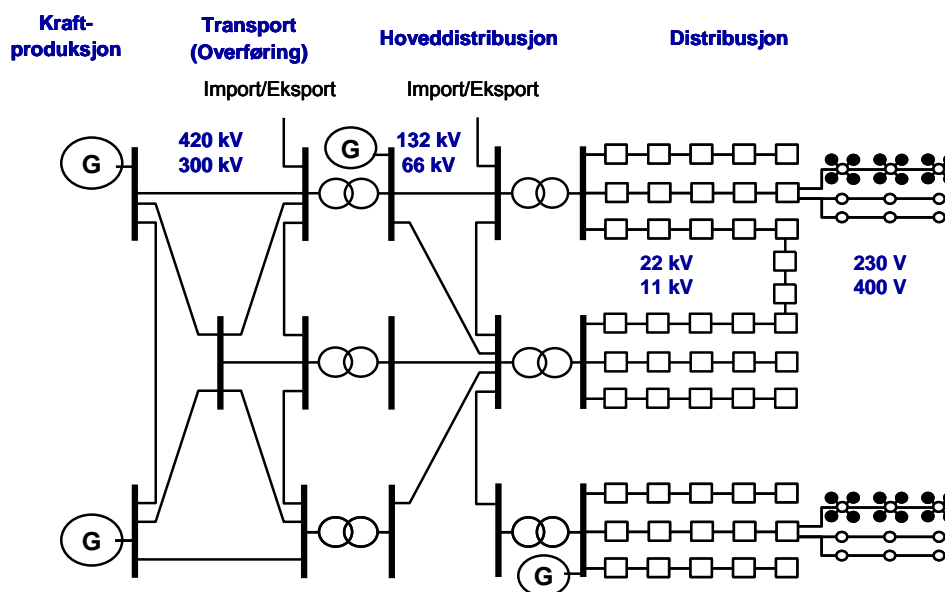 Kraft-
produksjon
Transport
(Overføring)
Hoveddistribusjon
Distribusjon
Import/Eksport
Import/Eksport
420 kV
300 kV
132 kV
66 kV
G
G
22 kV
11 kV
230 V
400 V
G
G